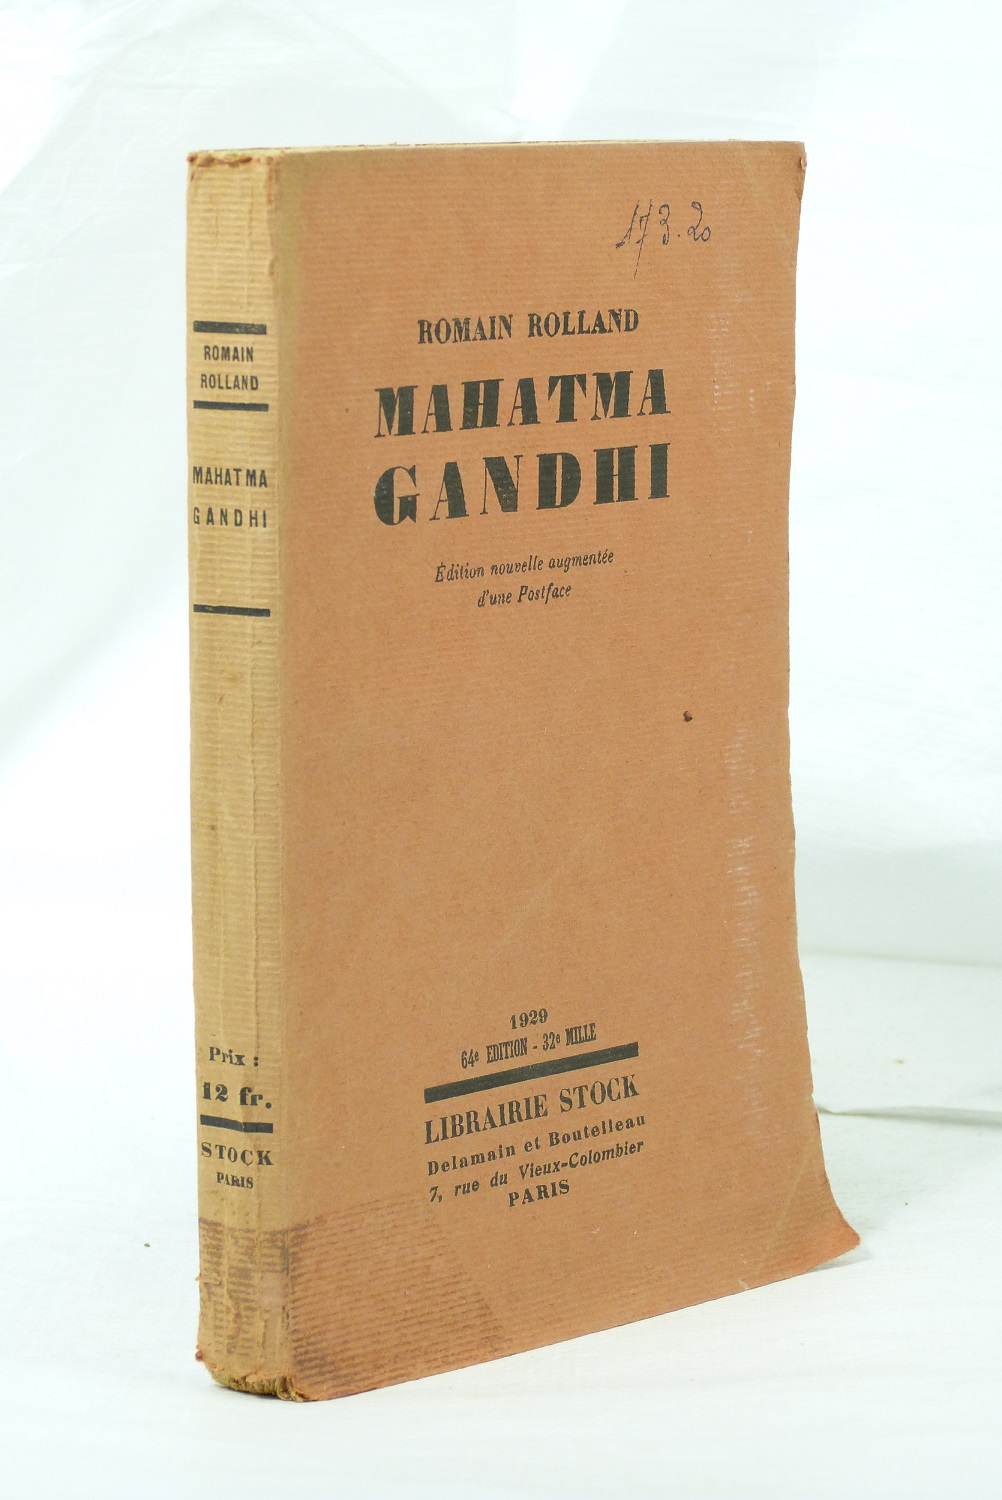 173.20
ROMAIN ROLLAND
MAHATMA
GANDHI
Édition nouvelle augmentée
d'une Postface
1929
64e EDITION - 32e MILLE
LIBRAIRIE STOCK
Delamain et Boutelleau
7, rue du Vieux-Colombier
PARIS
ROMAIN
ROLLAND
MAHATMA
GANDHI
Prix :
12 fr.
STOCK
PARIS